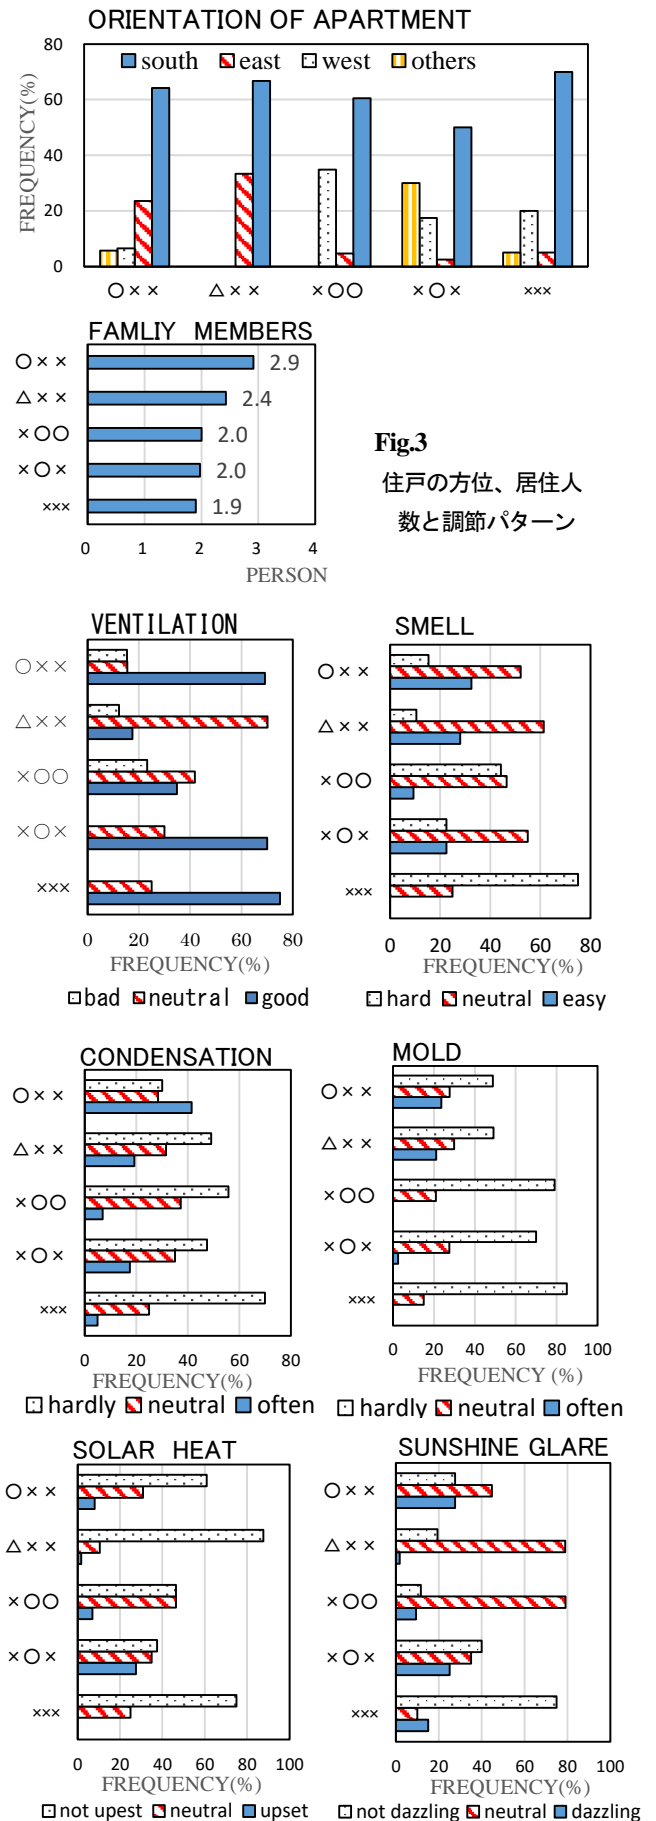 ORIENTATION OF APARTMENT
80
60
40
20
0
FREQUENCY(%)
south east west others
○×× △×× ×○○ ×○× ×××
FAMLIY MEMBERS
○×× 2.9
△×× 2.4
×○○ 2.0
×○× 2.0
××× 1.9
0 1 2 3 4
PERSON
Fig.3
住戸の方位、居住人
数と調節パターン
VENTILATION
○××
△××
×○○
×○×
×××
0 20 40 60 80
FREQUENCY(%)
bad neutral good
SMELL
○××
△××
×○○
×○×
×××
0 20 40 60 80
FREQUENCY(%)
hard neutral easy
CONDENSATION
○××
△××
×○○
×○×
×××
0 20 40 60 80
FREQUENCY(%)
hardly neutral often
MOLD
○××
△××
×○○
×○×
×××
0 20 40 60 80 100
FREQUENCY (%)
hardly neutral often
SOLAR HEAT
○××
△××
×○○
×○×
×××
0 20 40 60 80 100
FREQUENCY(%)
not upest neutral upset
SUNSHINE GLARE
○××
△××
×○○
×○×
×××
0 20 40 60 80 100
FREQUENCY(%)
not dazzling neutral dazzling